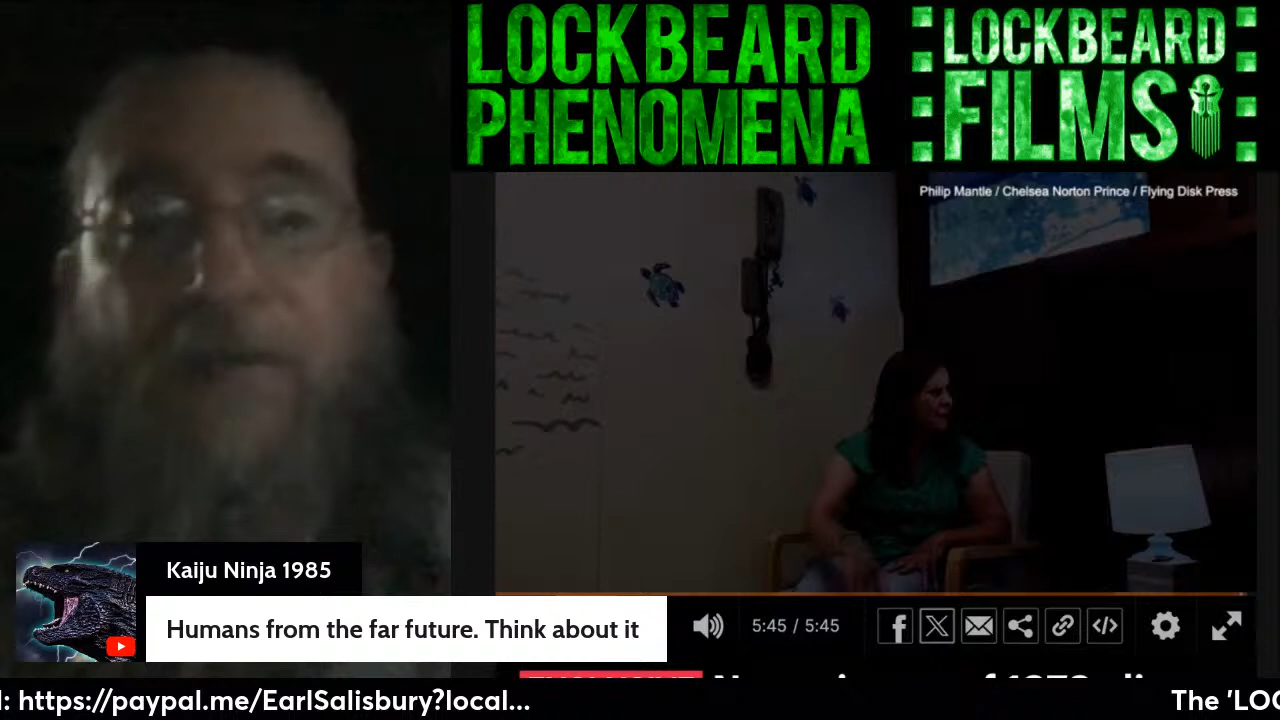 LOCKBEARD
PHENOMENA
LOCKBEARD
FILMS
Philip Mantle / Chelsea Norton Prince / Flying Disk Press
Kaiju Ninja 1985
Humans from the far future. Think about it
5:45 / 5:45
: https://paypal.me/EarlSalisbury?local...
The 'LOC